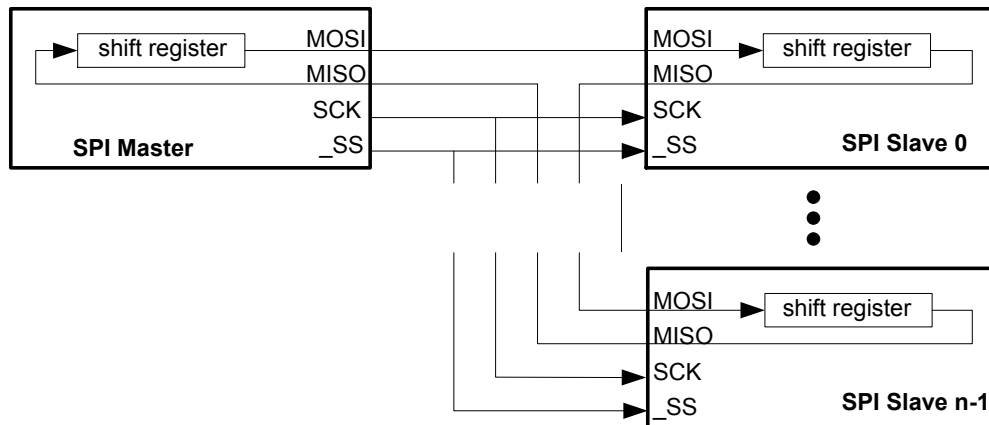 shift register
MOSI
MISO
SCK
_SS
SPI Master
MOSI
shift register
MISO
SCK
_SS
SPI Slave 0
MOSI
shift register
MISO
SCK
_SS
SPI Slave n-1